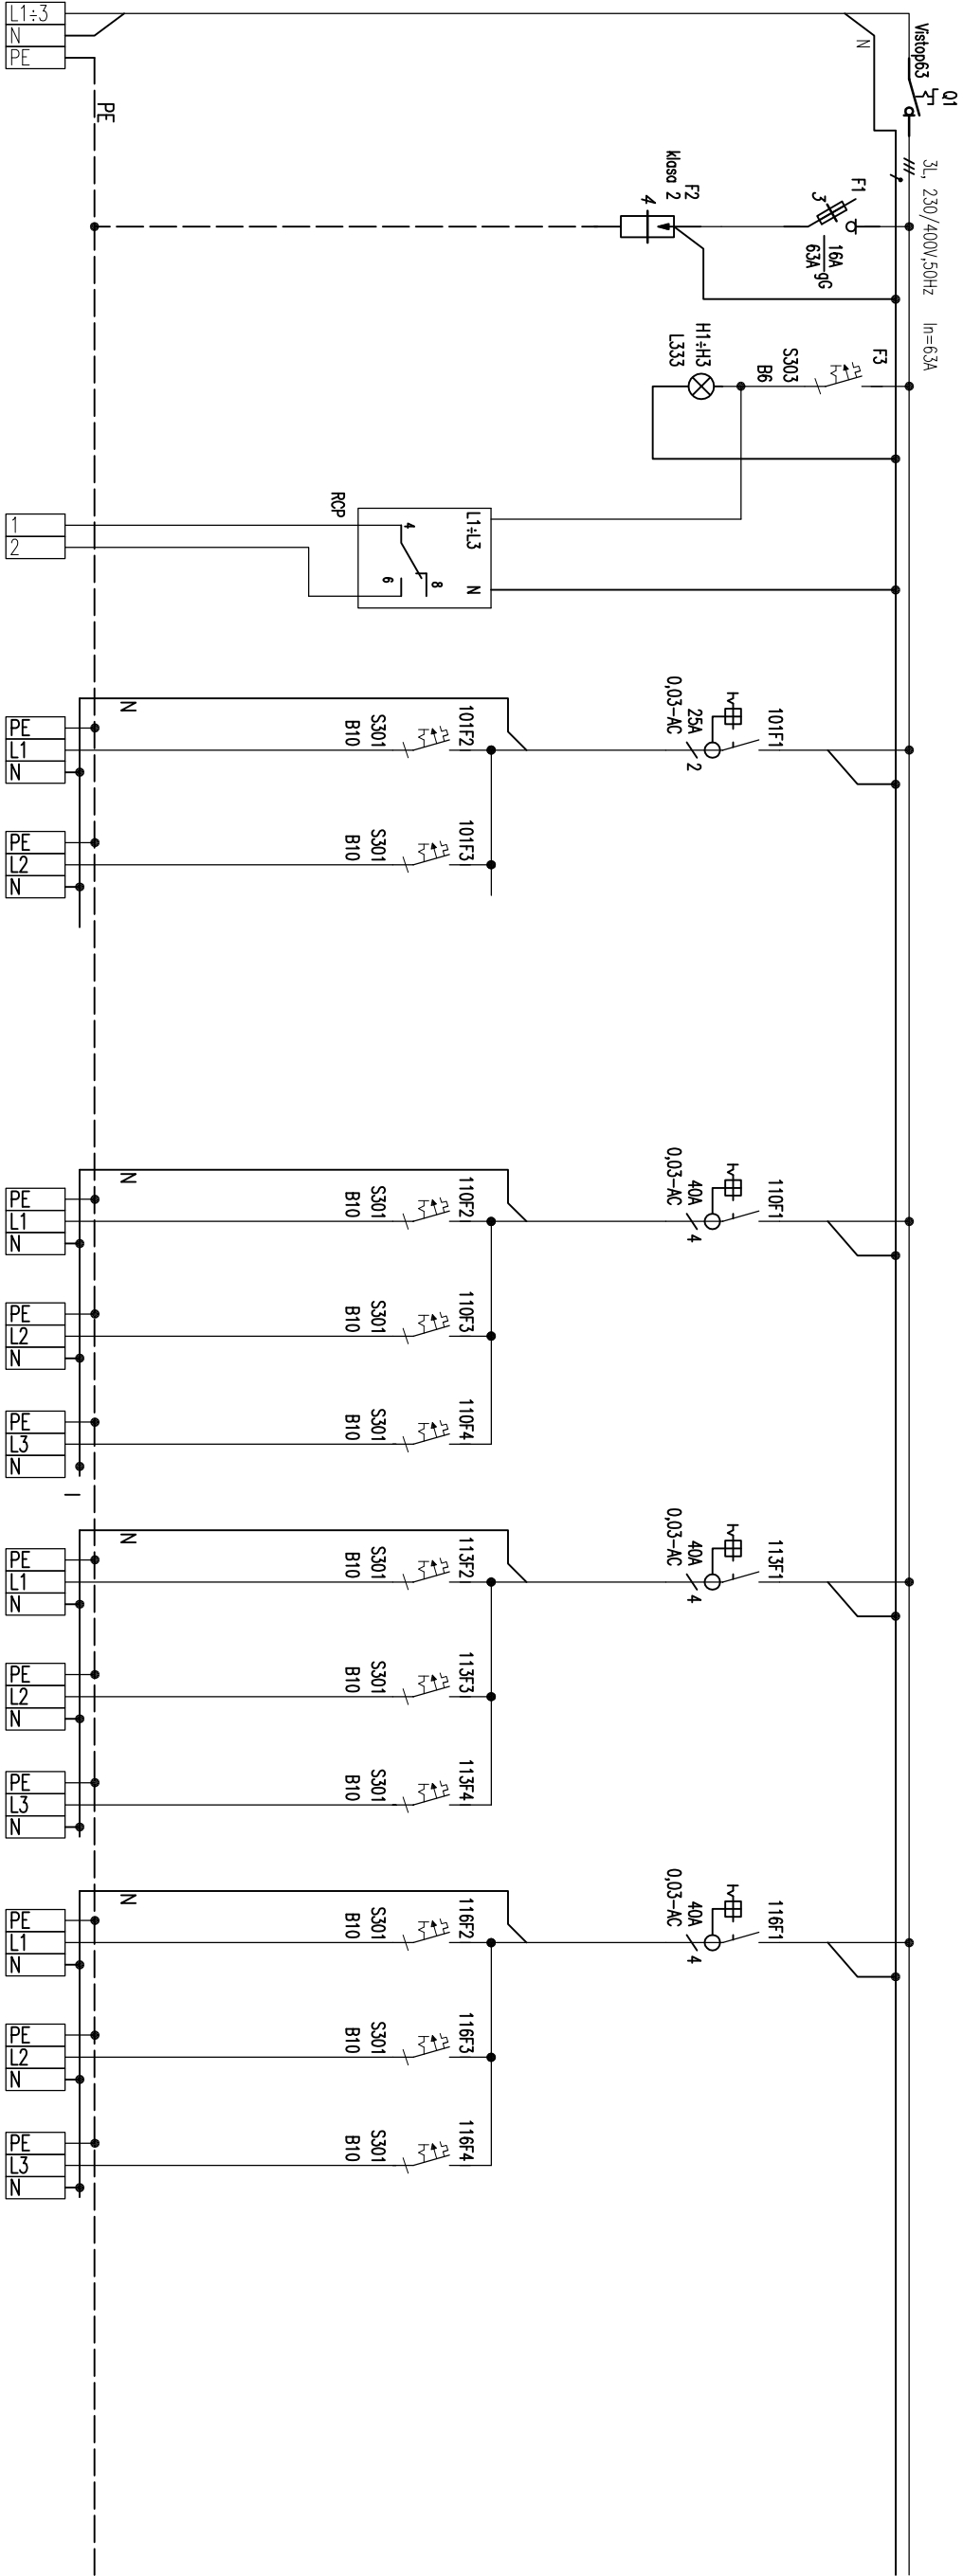 L1÷3
N
PE
PE
N
Vistop63
Q1
3L, 230/400V,50Hz In=63A
F1
3
16A
63A
gG
F2
klasa 2
4
F3
S303
B6
H1÷H3
L333
RCP
L1÷L3
N
4
8
6
1
2
101F1
25A
0,03-AC
2
N
101F2
S301
B10
101F3
S301
B10
PE
L1
N
PE
L2
N
110F1
40A
0,03-AC
4
N
110F2
S301
B10
110F3
S301
B10
110F4
S301
B10
PE
L1
N
PE
L2
N
PE
L3
N
113F1
40A
0,03-AC
4
N
113F2
S301
B10
113F3
S301
B10
113F4
S301
B10
PE
L1
N
PE
L2
N
PE
L3
N
116F1
40A
0,03-AC
4
N
116F2
S301
B10
116F3
S301
B10
116F4
S301
B10
PE
L1
N
PE
L2
N
PE
L3
N